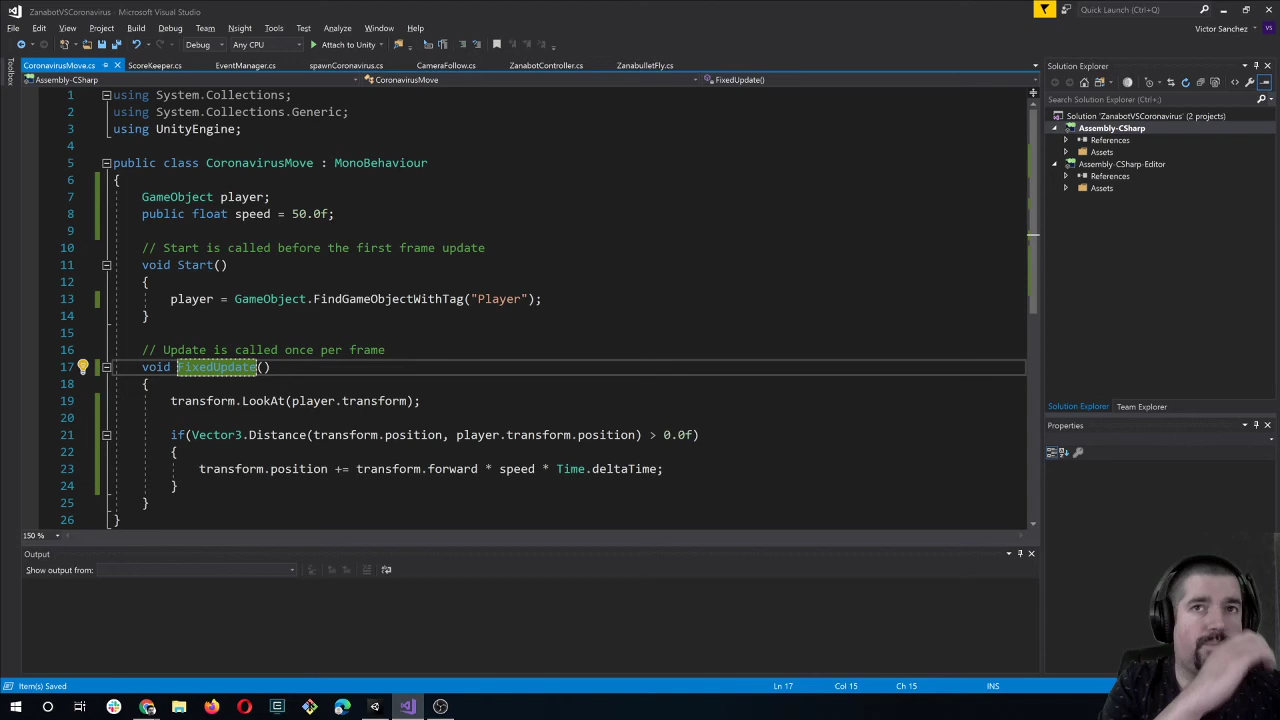 ZanabotVSCoronavirus - Microsoft Visual Studio
Quick Launch (Ctrl+Q)
File Edit View Project Build Debug Team Nsight Tools Test Analyze Window Help
Victor Sanchez VS
Debug Any CPU Attach to Unity
Toolbox
CoronavirusMove.cs ScoreKeeper.cs EventManager.cs spawnCoronavirus.cs CameraFollow.cs ZanabotController.cs ZanabulletFly.cs
Assembly-CSharp CoronavirusMove FixedUpdate()
1 using System.Collections;
2 using System.Collections.Generic;
3 using UnityEngine;
4
5 public class CoronavirusMove : MonoBehaviour
6 {
7 GameObject player;
8 public float speed = 50.0f;
9
10 // Start is called before the first frame update
11 void Start()
12 {
13 player = GameObject.FindGameObjectWithTag("Player");
14 }
15
16 // Update is called once per frame
17 void FixedUpdate()
18 {
19 transform.LookAt(player.transform);
20
21 if(Vector3.Distance(transform.position, player.transform.position) > 0.0f)
22 {
23 transform.position += transform.forward * speed * Time.deltaTime;
24 }
25 }
26 }
150 %
Output
Show output from:
Solution Explorer
Search Solution Explorer (Ctrl+;)
Solution 'ZanabotVSCoronavirus' (2 projects)
Assembly-CSharp
References
Assets
Assembly-CSharp-Editor
References
Assets
Solution Explorer Team Explorer
Properties
Item(s) Saved Ln 17 Col 15 Ch 15 INS